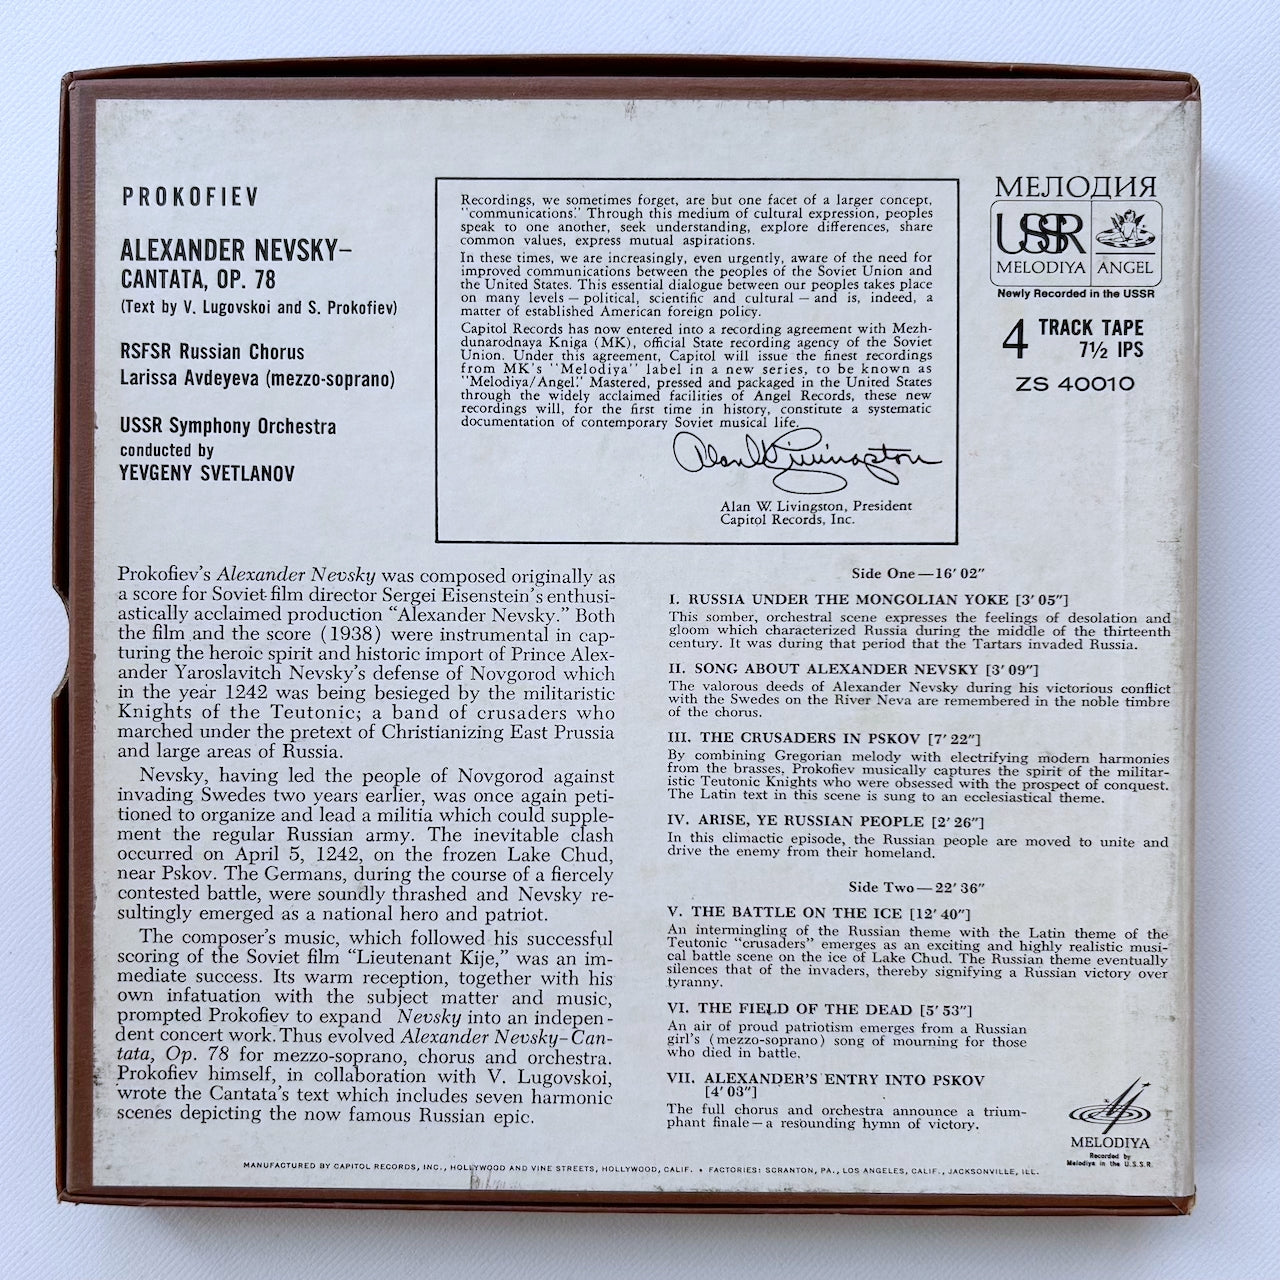 PROKOFIEV
ALEXANDER NEVSKY–
CANTATA, OP. 78
(Text by V. Lugovskoi and S. Prokofiev)
RSFSR Russian Chorus
Larissa Avdeyeva (mezzo-soprano)
USSR Symphony Orchestra
conducted by
YEVGENY SVETLANOV
Recordings, we sometimes forget, are but one facet of a larger concept,
"communications." Through this medium of cultural expression, peoples
speak to one another, seek understanding, explore differences, share
common values, express mutual aspirations.
In these times, we are increasingly, even urgently, aware of the need for
improved communications between the peoples of the Soviet Union and
the United States. This essential dialogue between our peoples takes place
on many levels – political, scientific and cultural – and is, indeed, a
matter of established American foreign policy.
Capitol Records has now entered into a recording agreement with Mezh-
dunarodnaya Kniga (MK), official State recording agency of the Soviet
Union. Under this agreement, Capitol will issue the finest recordings
from MK's "Melodiya" label in a new series, to be known as
"Melodiya/Angel." Mastered, pressed and packaged in the United States
through the widely acclaimed facilities of Angel Records, these new
recordings will, for the first time in history, constitute a systematic
documentation of contemporary Soviet musical life.
Alan W. Livingston
Alan W. Livingston, President
Capitol Records, Inc.
МЕЛОДИЯ
USSR
MELODIYA ANGEL
Newly Recorded in the USSR
4 TRACK TAPE
7½ IPS
ZS 40010
Prokofiev's Alexander Nevsky was composed originally as
a score for Soviet film director Sergei Eisenstein's enthusi-
astically acclaimed production "Alexander Nevsky." Both
the film and the score (1938) were instrumental in cap-
turing the heroic spirit and historic import of Prince Alex-
ander Yaroslavitch Nevsky's defense of Novgorod which
in the year 1242 was being besieged by the militaristic
Knights of the Teutonic; a band of crusaders who
marched under the pretext of Christianizing East Prussia
and large areas of Russia.
Nevsky, having led the people of Novgorod against
invading Swedes two years earlier, was once again peti-
tioned to organize and lead a militia which could supple-
ment the regular Russian army. The inevitable clash
occurred on April 5, 1242, on the frozen Lake Chud,
near Pskov. The Germans, during the course of a fiercely
contested battle, were soundly thrashed and Nevsky re-
sultingly emerged as a national hero and patriot.
The composer's music, which followed his successful
scoring of the Soviet film "Lieutenant Kije," was an im-
mediate success. Its warm reception, together with his
own infatuation with the subject matter and music,
prompted Prokofiev to expand Nevsky into an indepen-
dent concert work. Thus evolved Alexander Nevsky–Can-
tata, Op. 78 for mezzo-soprano, chorus and orchestra.
Prokofiev himself, in collaboration with V. Lugovskoi,
wrote the Cantata's text which includes seven harmonic
scenes depicting the now famous Russian epic.
Side One—16' 02"
I. RUSSIA UNDER THE MONGOLIAN YOKE [3' 05"]
This somber, orchestral scene expresses the feelings of desolation and
gloom which characterized Russia during the middle of the thirteenth
century. It was during that period that the Tartars invaded Russia.
II. SONG ABOUT ALEXANDER NEVSKY [3' 09"]
The valorous deeds of Alexander Nevsky during his victorious conflict
with the Swedes on the River Neva are remembered in the noble timbre
of the chorus.
III. THE CRUSADERS IN PSKOV [7' 22"]
By combining Gregorian melody with electrifying modern harmonies
from the brasses, Prokofiev musically captures the spirit of the militar-
istic Teutonic Knights who were obsessed with the prospect of conquest.
The Latin text in this scene is sung to an ecclesiastical theme.
IV. ARISE, YE RUSSIAN PEOPLE [2' 26"]
In this climactic episode, the Russian people are moved to unite and
drive the enemy from their homeland.
Side Two—22' 36"
V. THE BATTLE ON THE ICE [12' 40"]
An intermingling of the Russian theme with the Latin theme of the
Teutonic "crusaders" emerges as an exciting and highly realistic musi-
cal battle scene on the ice of Lake Chud. The Russian theme eventually
silences that of the invaders, thereby signifying a Russian victory over
tyranny.
VI. THE FIELD OF THE DEAD [5' 53"]
An air of proud patriotism emerges from a Russian
girl's (mezzo-soprano) song of mourning for those
who died in battle.
VII. ALEXANDER'S ENTRY INTO PSKOV
[4' 03"]
The full chorus and orchestra announce a trium-
phant finale – a resounding hymn of victory.
MELODIYA
Recorded by
Melodiya in the U.S.S.R.
MANUFACTURED BY CAPITOL RECORDS, INC., HOLLYWOOD AND VINE STREETS, HOLLYWOOD, CALIF. • FACTORIES: SCRANTON, PA., LOS ANGELES, CALIF., JACKSONVILLE, ILL.